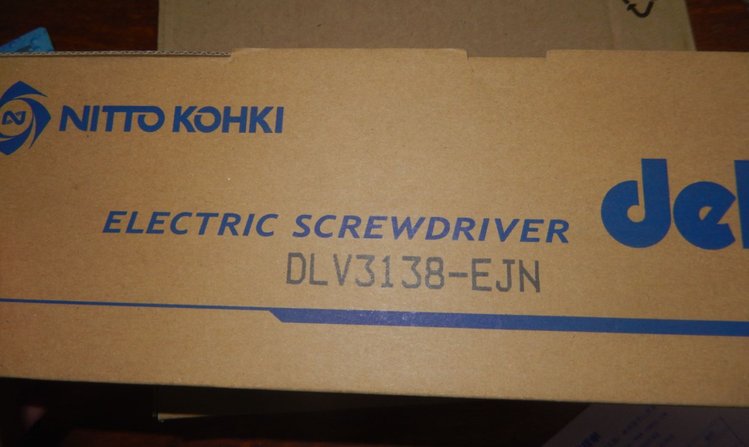 NITTO KOHKI
ELECTRIC SCREWDRIVER
DLV3138-EJN